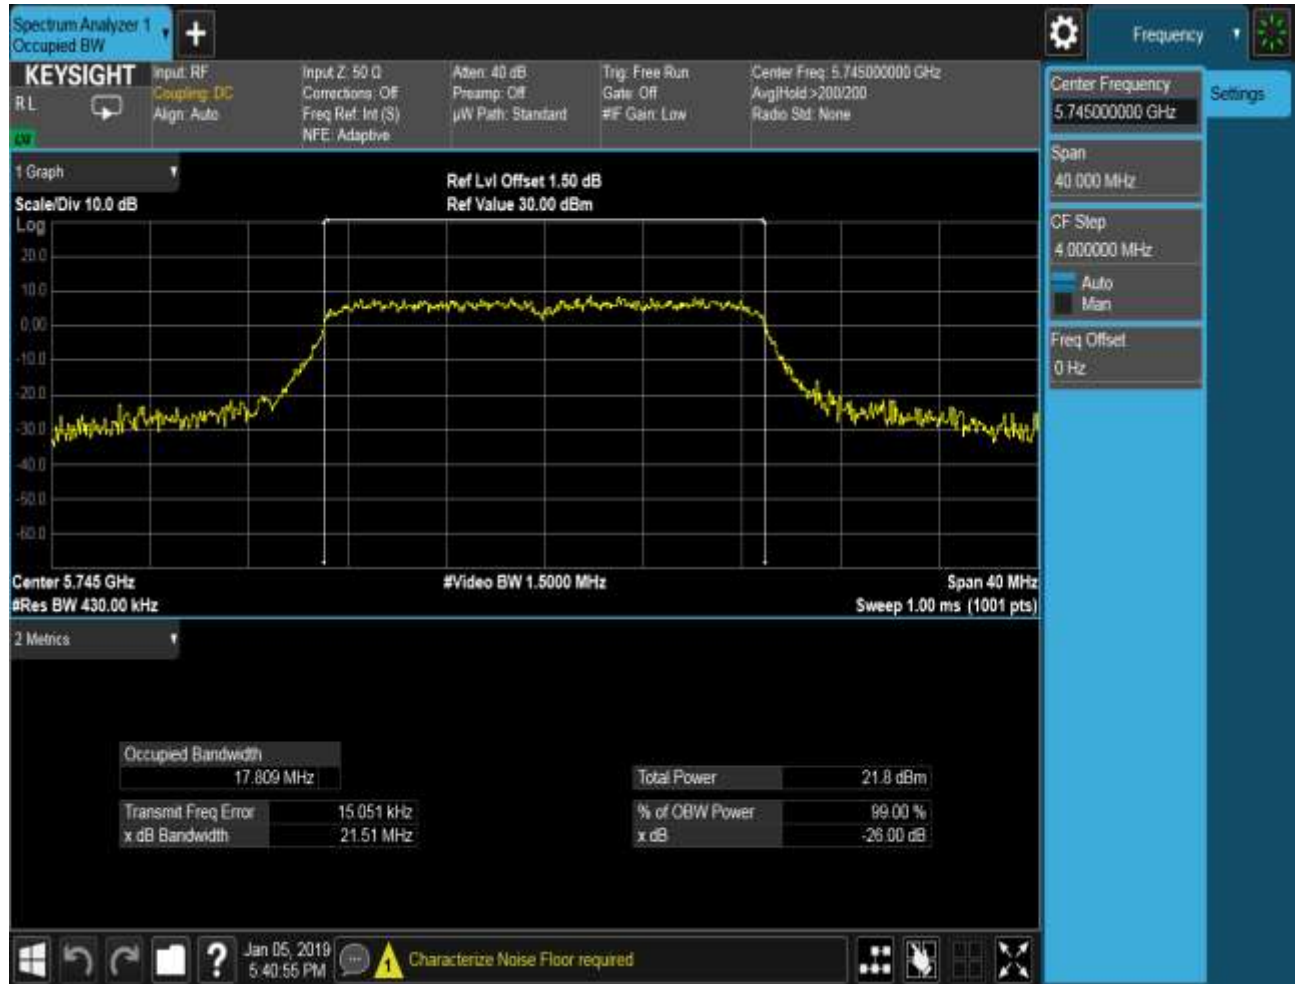 Spectrum Analyzer 1
Occupied BW
Frequency
KEYSIGHT
RL
Input: RF
Coupling: DC
Align: Auto
Input Z: 50 Ω
Corrections: Off
Freq Ref: Int (S)
NFE: Adaptive
Atten: 40 dB
Preamp: Off
µW Path: Standard
Trig: Free Run
Gate: Off
#IF Gain: Low
Center Freq: 5.745000000 GHz
Avg|Hold:>200/200
Radio Std: None
Center Frequency
5.745000000 GHz
Settings
Span
40.000 MHz
CF Step
4.000000 MHz
Auto
Man
Freq Offset
0 Hz
1 Graph
Scale/Div 10.0 dB
Ref Lvl Offset 1.50 dB
Ref Value 30.00 dBm
Log
20.0
10.0
0.00
-10.0
-20.0
-30.0
-40.0
-50.0
-60.0
Center 5.745 GHz
#Res BW 430.00 kHz
#Video BW 1.5000 MHz
Span 40 MHz
Sweep 1.00 ms (1001 pts)
2 Metrics
Occupied Bandwidth
17.809 MHz
Transmit Freq Error 15.051 kHz
x dB Bandwidth 21.51 MHz
Total Power 21.8 dBm
% of OBW Power 99.00 %
x dB -26.00 dB
?
Jan 05, 2019
5:40:55 PM
1
Characterize Noise Floor required